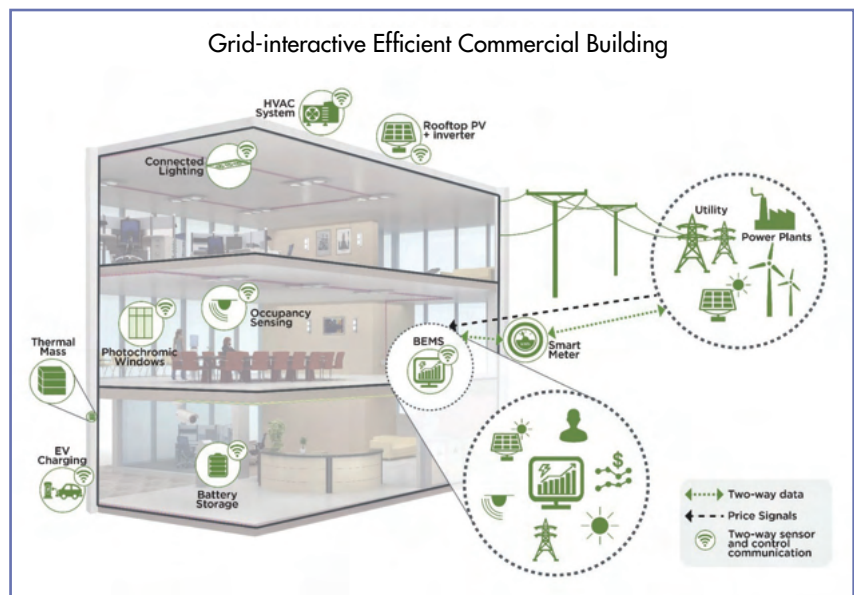 Grid-interactive Efficient Commercial Building
HVAC
System
Rooftop PV
+ inverter
Connected
Lighting
Utility
Power Plants
Occupancy
Sensing
Photochromic
Windows
Thermal
Mass
BEMS
Smart
Meter
EV
Charging
Battery
Storage
$
Two-way data
Price Signals
Two-way sensor
and control
communication